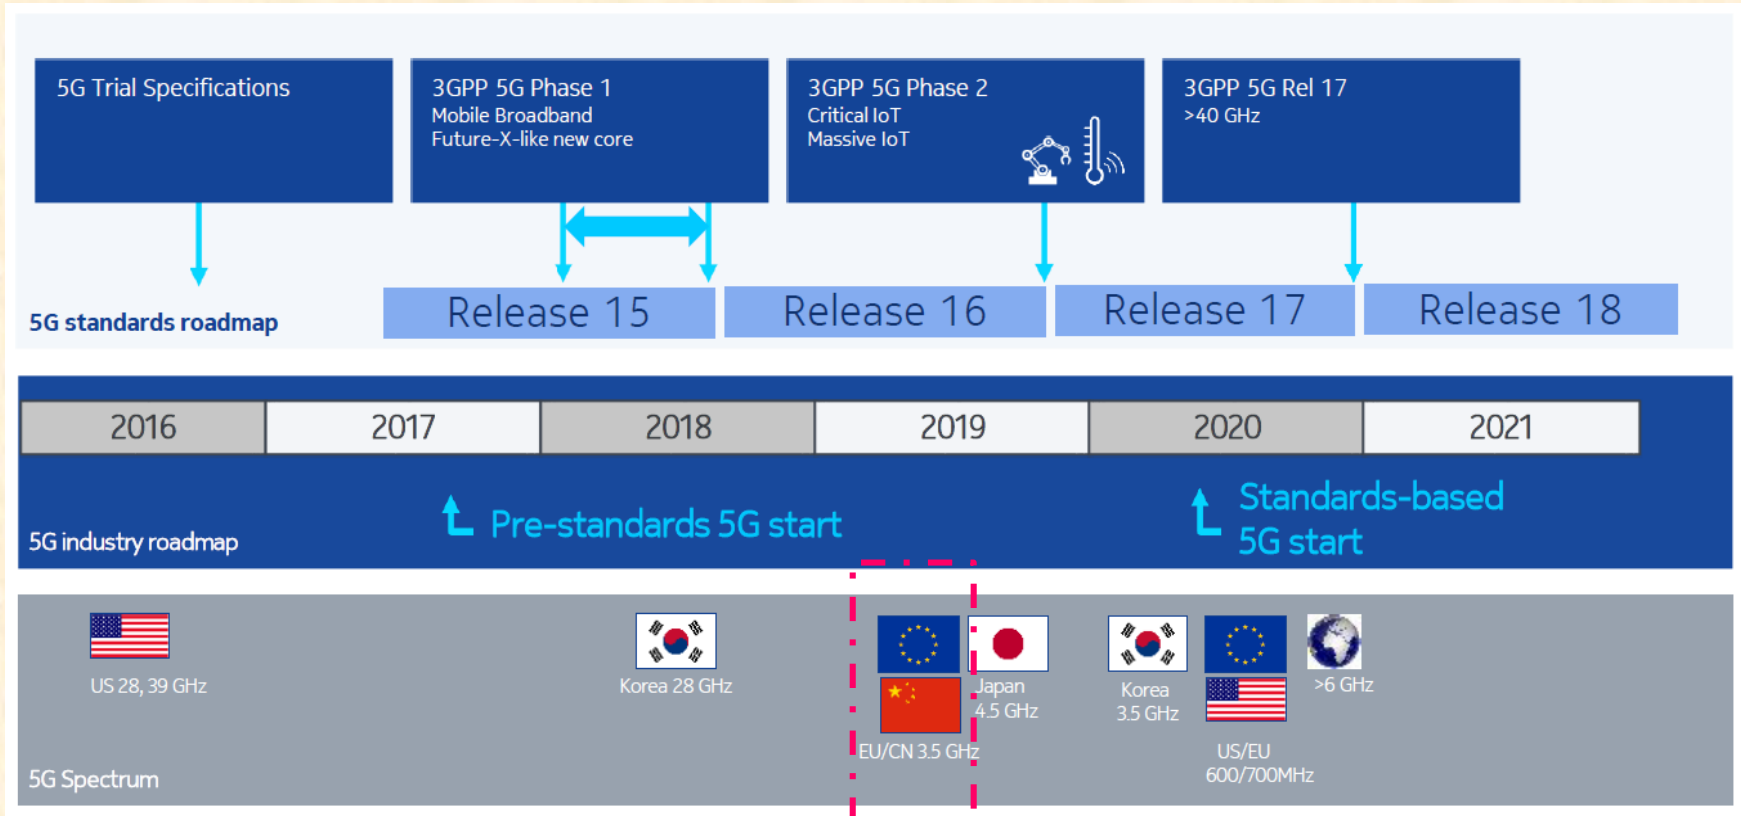 5G Trial Specifications
3GPP 5G Phase 1
Mobile Broadband
Future-X-like new core
3GPP 5G Phase 2
Critical IoT
Massive IoT
3GPP 5G Rel 17
>40 GHz
5G standards roadmap
Release 15
Release 16
Release 17
Release 18
2016
2017
2018
2019
2020
2021
5G industry roadmap
Pre-standards 5G start
Standards-based
5G start
US 28, 39 GHz
Korea 28 GHz
EU/CN 3.5 GHz
Japan
4.5 GHz
Korea
3.5 GHz
US/EU
600/700MHz
>6 GHz
5G Spectrum